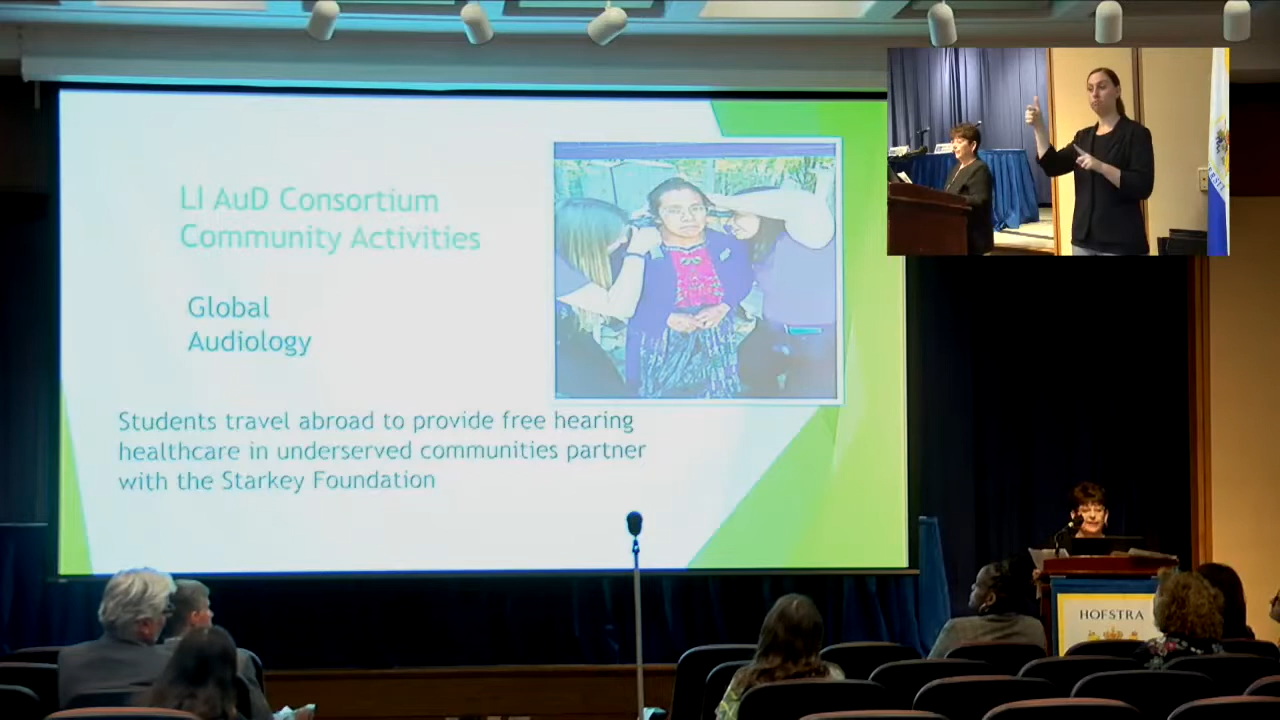 LI AuD Consortium
Community Activities
Global
Audiology
Students travel abroad to provide free hearing
healthcare in underserved communities partner
with the Starkey Foundation
HOFSTRA